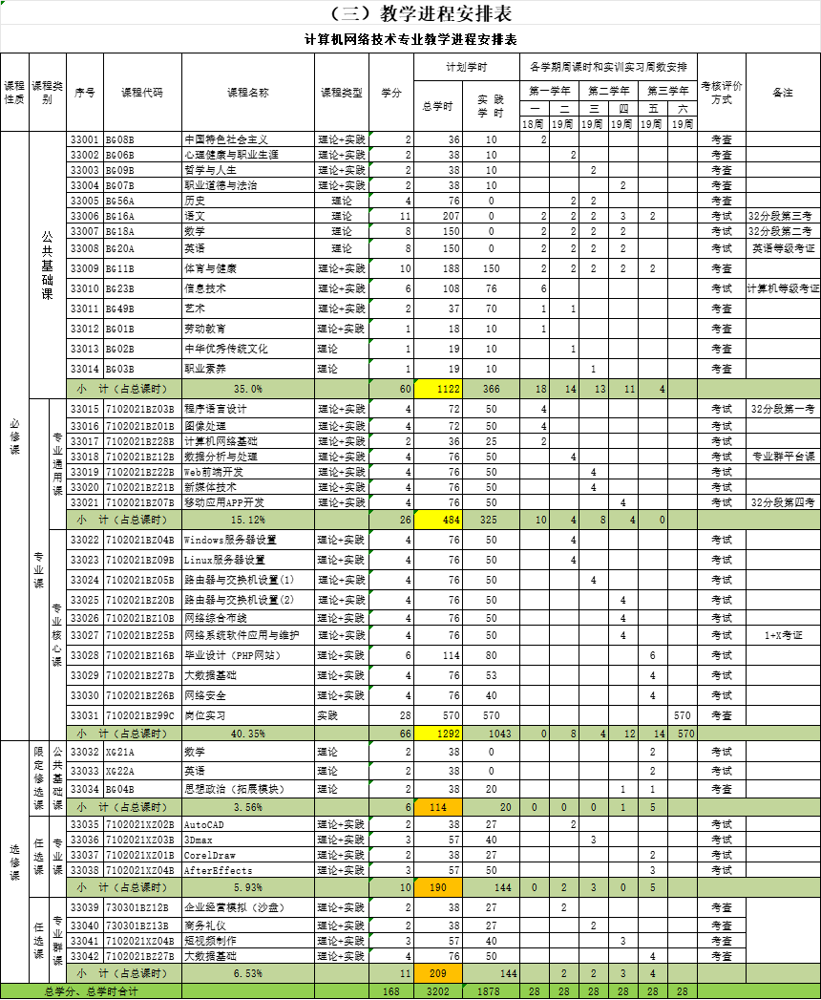 （三）教学进程安排表
计算机网络技术专业教学进程安排表
课程性质 课程类别 序号 课程代码 课程名称 课程类型 学分 计划学时 各学期周课时和实训实习周数安排 考核评价方式 备注
总学时 实践学时 第一学年 第二学年 第三学年
一 二 三 四 五 六
18周 19周 19周 19周 19周 19周
必修课
公共基础课
33001 BG08B 中国特色社会主义 理论+实践 2 36 10 2 考查
33002 BG06B 心理健康与职业生涯 理论+实践 2 38 10 2 考查
33003 BG09B 哲学与人生 理论+实践 2 38 10 2 考查
33004 BG07B 职业道德与法治 理论+实践 2 38 10 2 考查
33005 BG56A 历史 理论 4 76 0 2 2 考查
33006 BG16A 语文 理论 11 207 0 2 2 2 3 2 考试 32分段第三考
33007 BG18A 数学 理论 8 150 0 2 2 2 2 考试 32分段第二考
33008 BG20A 英语 理论 8 150 0 2 2 2 2 考试 英语等级考证
33009 BG11B 体育与健康 理论+实践 10 188 150 2 2 2 2 2 考查
33010 BG23B 信息技术 理论+实践 6 108 76 6 考试 计算机等级考证
33011 BG49B 艺术 理论+实践 2 37 70 1 1 考查
33012 BG01B 劳动教育 理论+实践 1 18 10 1 考查
33013 BG02B 中华优秀传统文化 理论 1 19 10 1 考查
33014 BG03B 职业素养 理论 1 19 10 1 考查
小 计（占总课时） 35.0% 60 1122 366 18 14 13 11 4
专业课
专业通用课
33015 7102021BZ03B 程序语言设计 理论+实践 4 72 50 4 考试 32分段第一考
33016 7102021BZ01B 图像处理 理论+实践 4 72 50 4 考试
33017 7102021BZ28B 计算机网络基础 理论+实践 2 36 25 2 考试
33018 7102021BZ12B 数据分析与处理 理论+实践 4 76 50 4 考试 专业群平台课
33019 7102021BZ22B Web前端开发 理论+实践 4 76 50 4 考试
33020 7102021BZ21B 新媒体技术 理论+实践 4 76 50 4 考试
33021 7102021BZ07B 移动应用APP开发 理论+实践 4 76 50 4 考试 32分段第四考
小 计（占总课时） 15.12% 26 484 325 10 4 8 4 0
专业核心课
33022 7102021BZ04B Windows服务器设置 理论+实践 4 76 50 4 考试
33023 7102021BZ09B Linux服务器设置 理论+实践 4 76 50 4 考试
33024 7102021BZ05B 路由器与交换机设置(1) 理论+实践 4 76 50 4 考试
33025 7102021BZ20B 路由器与交换机设置(2) 理论+实践 4 76 50 4 考试
33026 7102021BZ10B 网络综合布线 理论+实践 4 76 50 4 考试
33027 7102021BZ25B 网络系统软件应用与维护 理论+实践 4 76 50 4 考试 1+X考证
33028 7102021BZ16B 毕业设计（PHP网站） 理论+实践 6 114 80 6 考试
33029 7102021BZ27B 大数据基础 理论+实践 4 76 53 4 考试
33030 7102021BZ26B 网络安全 理论+实践 4 76 40 4 考试
33031 7102021BZ99C 岗位实习 实践 28 570 570 570 考查
小 计（占总课时） 40.35% 66 1292 1043 0 8 4 12 14 570
选修课
限定修选课 公共基础课
33032 XG21A 数学 理论 2 38 0 2 考试
33033 XG22A 英语 理论 2 38 0 2 考试
33034 BG04B 思想政治（拓展模块） 理论 2 38 20 1 1 考查
小 计（占总课时） 3.56% 6 114 20 0 0 0 1 5
任选课 专业课
33035 7102021XZ02B AutoCAD 理论+实践 2 38 27 2 考试
33036 7102021XZ03B 3Dmax 理论+实践 3 57 40 3 考试
33037 7102021XZ01B CorelDraw 理论+实践 2 38 27 2 考试
33038 7102021XZ04B AfterEffects 理论+实践 3 57 50 3 考试
小 计（占总课时） 5.93% 10 190 144 0 2 3 0 5
任选课 专业群课
33039 730301BZ12B 企业经营模拟（沙盘） 理论+实践 2 38 27 2 考查
33040 730301BZ13B 商务礼仪 理论+实践 2 38 27 2 考查
33041 7102021XZ04B 短视频制作 理论+实践 3 57 40 3 考查
33042 7102021BZ27B 大数据基础 理论+实践 4 76 50 4 考查
小 计（占总课时） 6.53% 11 209 144 2 2 3 4
总学分、总学时合计 168 3202 1878 28 28 28 28 28 28